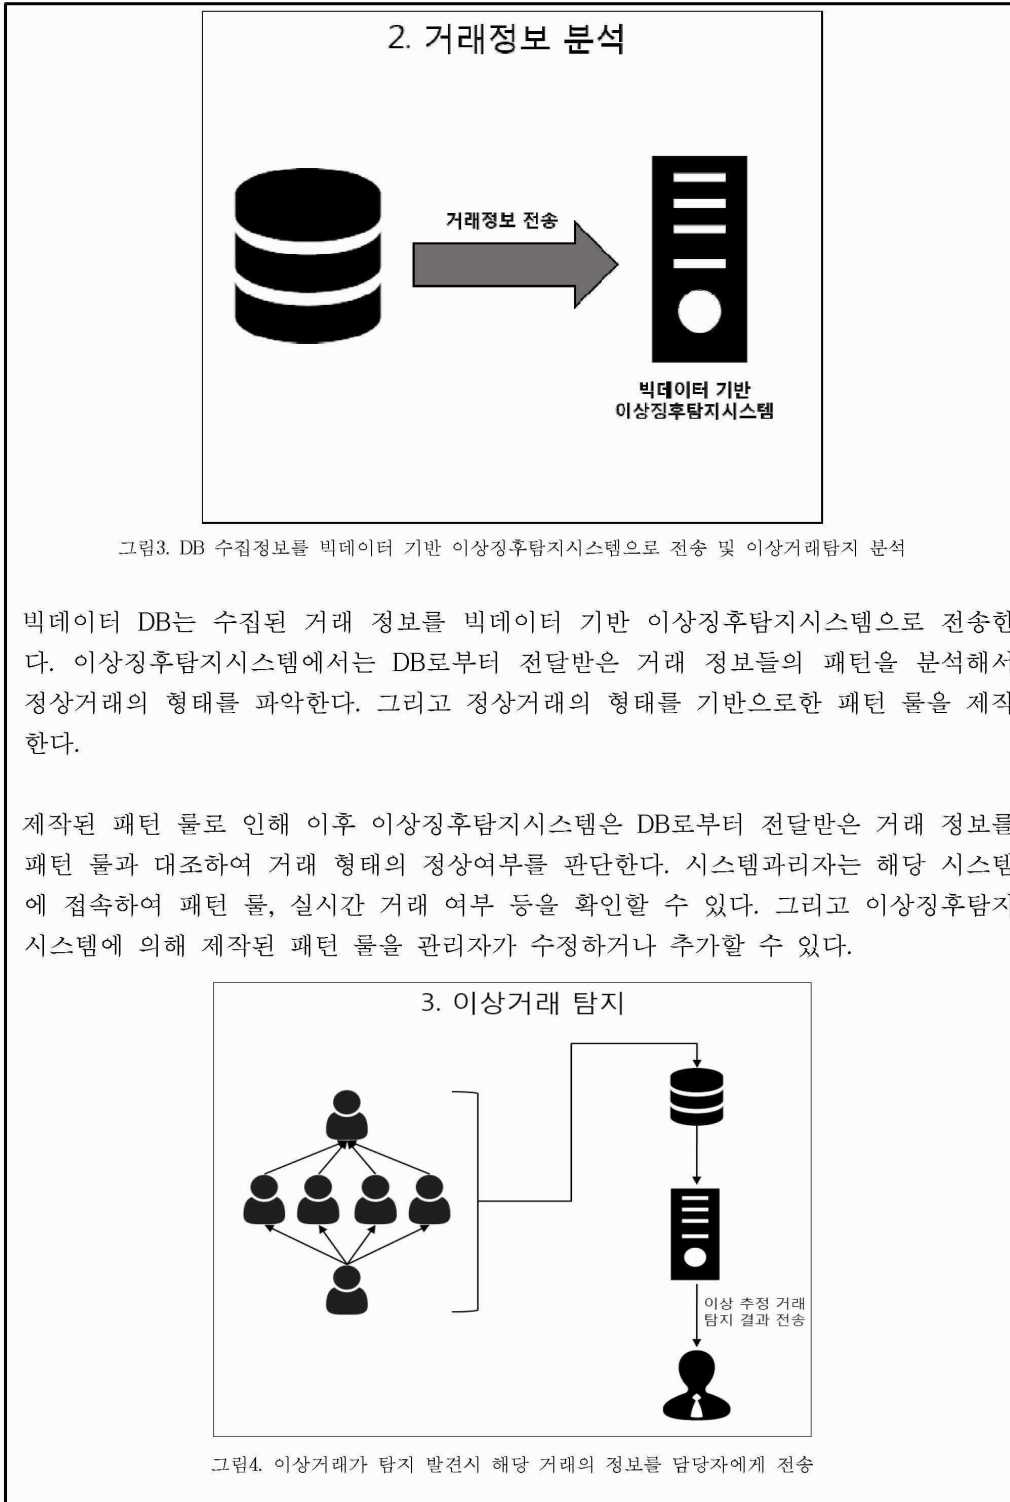 2. 거래정보 분석
거래정보 전송
빅데이터 기반
이상징후탐지시스템
그림3. DB 수집정보를 빅데이터 기반 이상징후탐지시스템으로 전송 및 이상거래탐지 분석
빅데이터 DB는 수집된 거래 정보를 빅데이터 기반 이상징후탐지시스템으로 전송한
다. 이상징후탐지시스템에서는 DB로부터 전달받은 거래 정보들의 패턴을 분석해서
정상거래의 형태를 파악한다. 그리고 정상거래의 형태를 기반으로한 패턴 룰을 제작
한다.
제작된 패턴 룰로 인해 이후 이상징후탐지시스템은 DB로부터 전달받은 거래 정보를
패턴 룰과 대조하여 거래 형태의 정상여부를 판단한다. 시스템과리자는 해당 시스템
에 접속하여 패턴 룰, 실시간 거래 여부 등을 확인할 수 있다. 그리고 이상징후탐지
시스템에 의해 제작된 패턴 룰을 관리자가 수정하거나 추가할 수 있다.
3. 이상거래 탐지
이상 추정 거래
탐지 결과 전송
그림4. 이상거래가 탐지 발견시 해당 거래의 정보를 담당자에게 전송